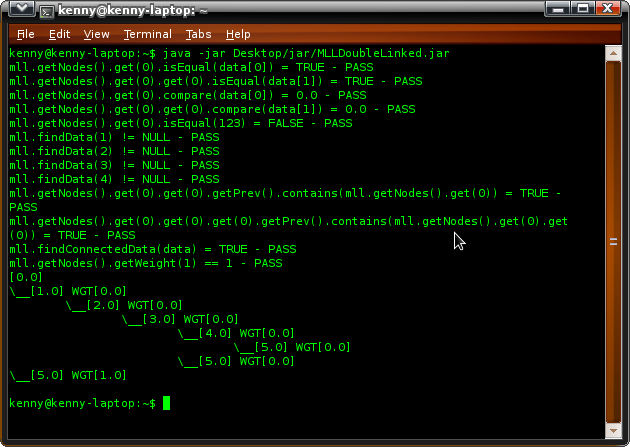 kenny@kenny-laptop: ~
File Edit View Terminal Tabs Help
kenny@kenny-laptop:~$ java -jar Desktop/jar/MLLDoubleLinked.jar
mll.getNodes().get(0).isEqual(data[0]) = TRUE - PASS
mll.getNodes().get(0).get(0).isEqual(data[1]) = TRUE - PASS
mll.getNodes().get(0).compare(data[0]) = 0.0 - PASS
mll.getNodes().get(0).get(0).compare(data[1]) = 0.0 - PASS
mll.getNodes().get(0).isEqual(123) = FALSE - PASS
mll.findData(1) != NULL - PASS
mll.findData(2) != NULL - PASS
mll.findData(3) != NULL - PASS
mll.findData(4) != NULL - PASS
mll.getNodes().get(0).get(0).getPrev().contains(mll.getNodes().get(0)) = TRUE -
PASS
mll.getNodes().get(0).get(0).get(0).getPrev().contains(mll.getNodes().get(0).get
(0)) = TRUE - PASS
mll.findConnectedData(data) = TRUE - PASS
mll.getNodes().getWeight(1) == 1 - PASS
[0.0]
\__[1.0] WGT[0.0]
\__[2.0] WGT[0.0]
\__[3.0] WGT[0.0]
\__[4.0] WGT[0.0]
\__[5.0] WGT[0.0]
\__[5.0] WGT[0.0]
\__[5.0] WGT[1.0]
kenny@kenny-laptop:~$